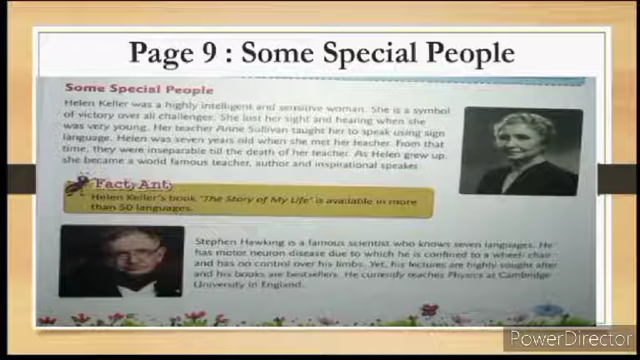 Page 9 : Some Special People
Some Special People
Helen Keller was a highly intelligent and sensitive woman. She is a symbol
of victory over all challenges. She lost her sight and hearing when she
was very young. Her teacher Anne Sullivan taught her to speak using sign
language. Helen was seven years old when she met her teacher. From that
time, they were inseparable till the death of her teacher. As Helen grew up
she became a world famous teacher, author and inspirational speaker
Facty Ant
Helen Keller's book 'The Story of My Life' is available in more
than 50 languages.
Stephen Hawking is a famous scientist who knows seven languages. He
has motor neuron disease due to which he is confined to a wheel- chair
and has no control over his limbs. Yet, his lectures are highly sought after
and his books are bestsellers. He currently teaches Physics at Cambridge
University in England.
PowerDirector